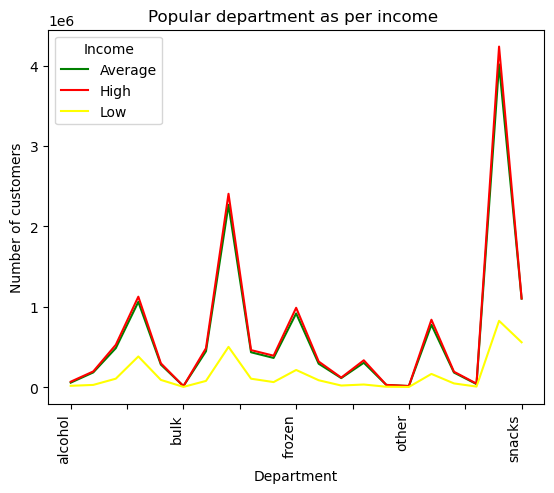 Popular department as per income
1e6
Income
Average
High
Low
4
3
2
1
0
Number of customers
alcohol
bulk
frozen
other
snacks
Department